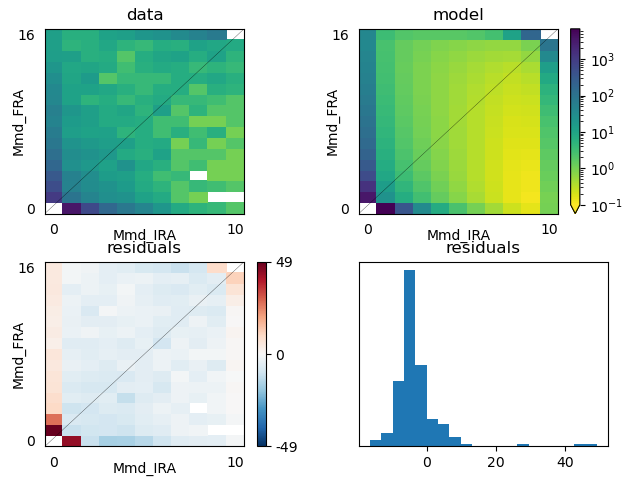 data
model
16
Mmd_FRA
0
0
10
Mmd_IRA
16
Mmd_FRA
0
0
10
Mmd_IRA
10³
10²
10¹
10⁰
10⁻¹
residuals
residuals
16
Mmd_FRA
0
0
10
Mmd_IRA
49
0
-49
0
20
40